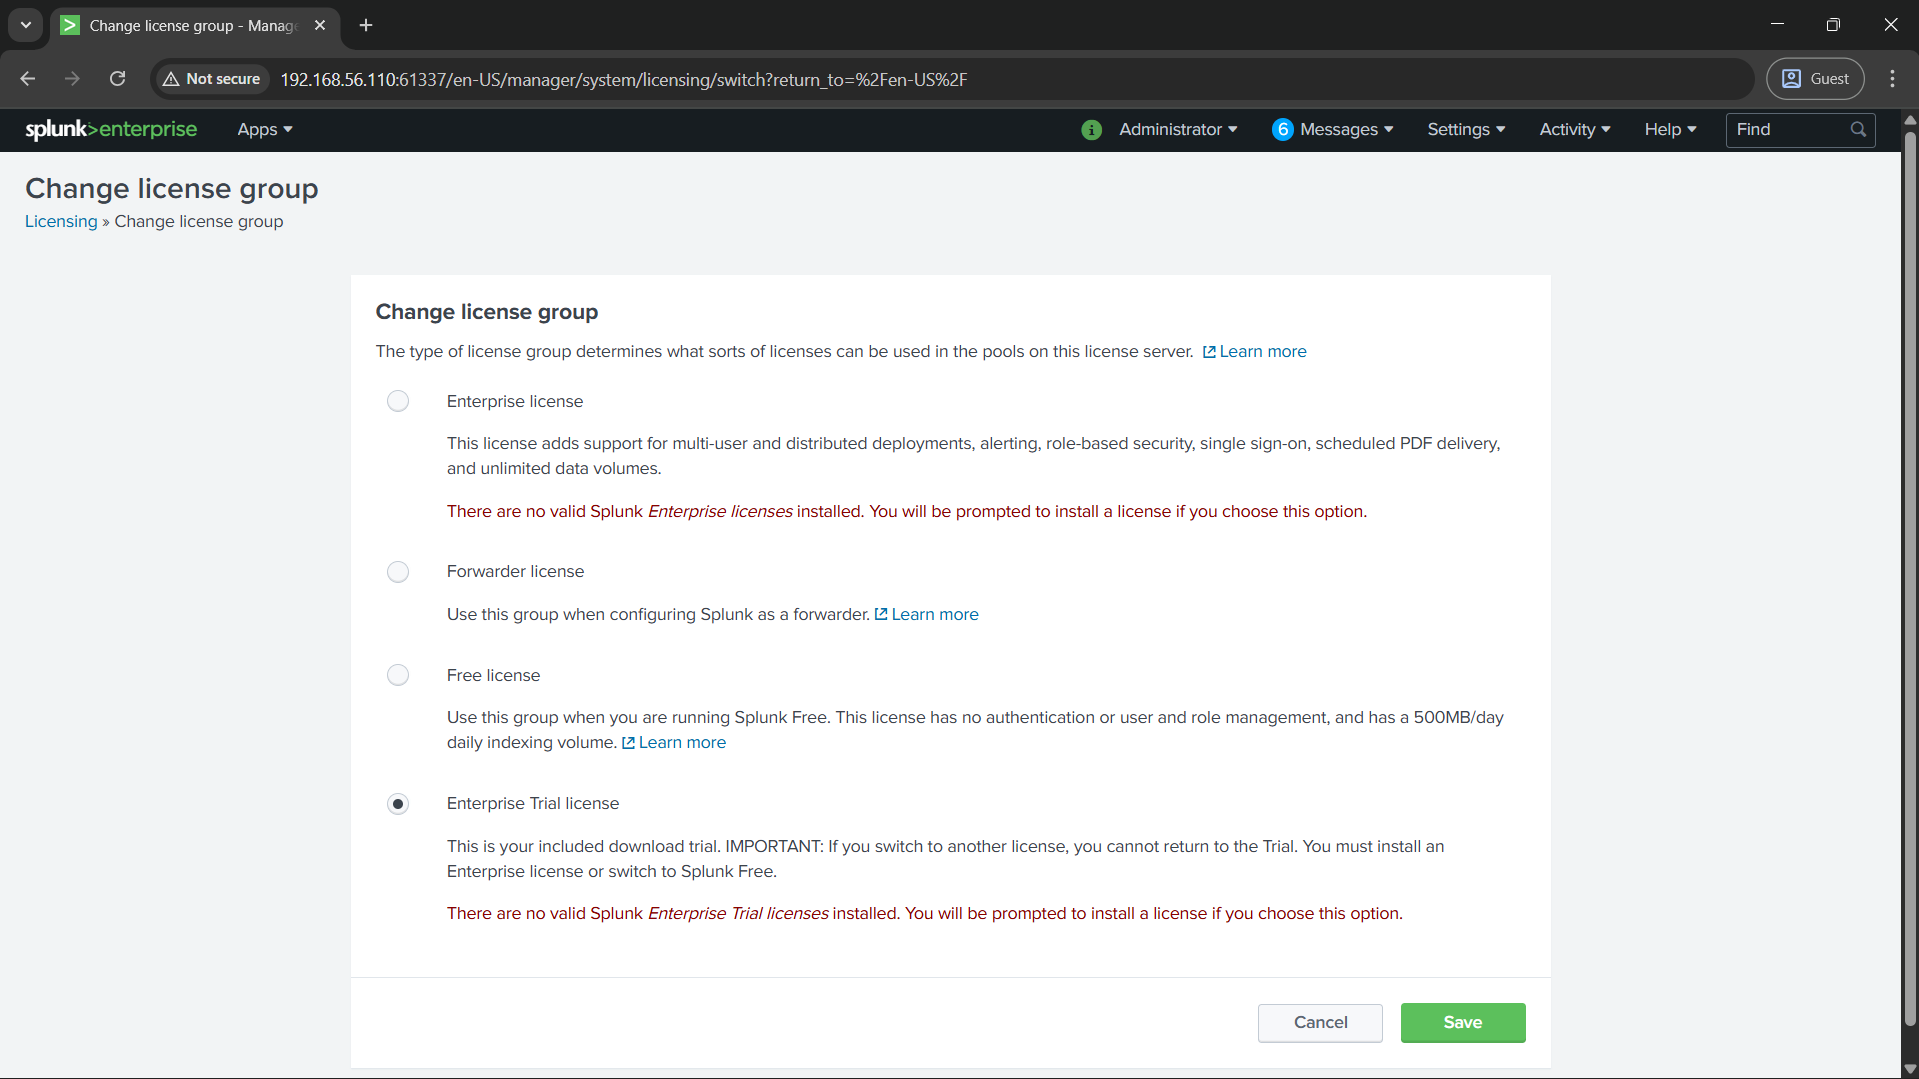 Change license group - Manag
Not secure
192.168.56.110:61337/en-US/manager/system/licensing/switch?return_to=%2Fen-US%2F
Guest
splunk>enterprise
Apps
i
Administrator
6
Messages
Settings
Activity
Help
Find
Change license group
Licensing » Change license group
Change license group
The type of license group determines what sorts of licenses can be used in the pools on this license server. Learn more
Enterprise license
This license adds support for multi-user and distributed deployments, alerting, role-based security, single sign-on, scheduled PDF delivery,
and unlimited data volumes.
There are no valid Splunk Enterprise licenses installed. You will be prompted to install a license if you choose this option.
Forwarder license
Use this group when configuring Splunk as a forwarder. Learn more
Free license
Use this group when you are running Splunk Free. This license has no authentication or user and role management, and has a 500MB/day
daily indexing volume. Learn more
Enterprise Trial license
This is your included download trial. IMPORTANT: If you switch to another license, you cannot return to the Trial. You must install an
Enterprise license or switch to Splunk Free.
There are no valid Splunk Enterprise Trial licenses installed. You will be prompted to install a license if you choose this option.
Cancel
Save